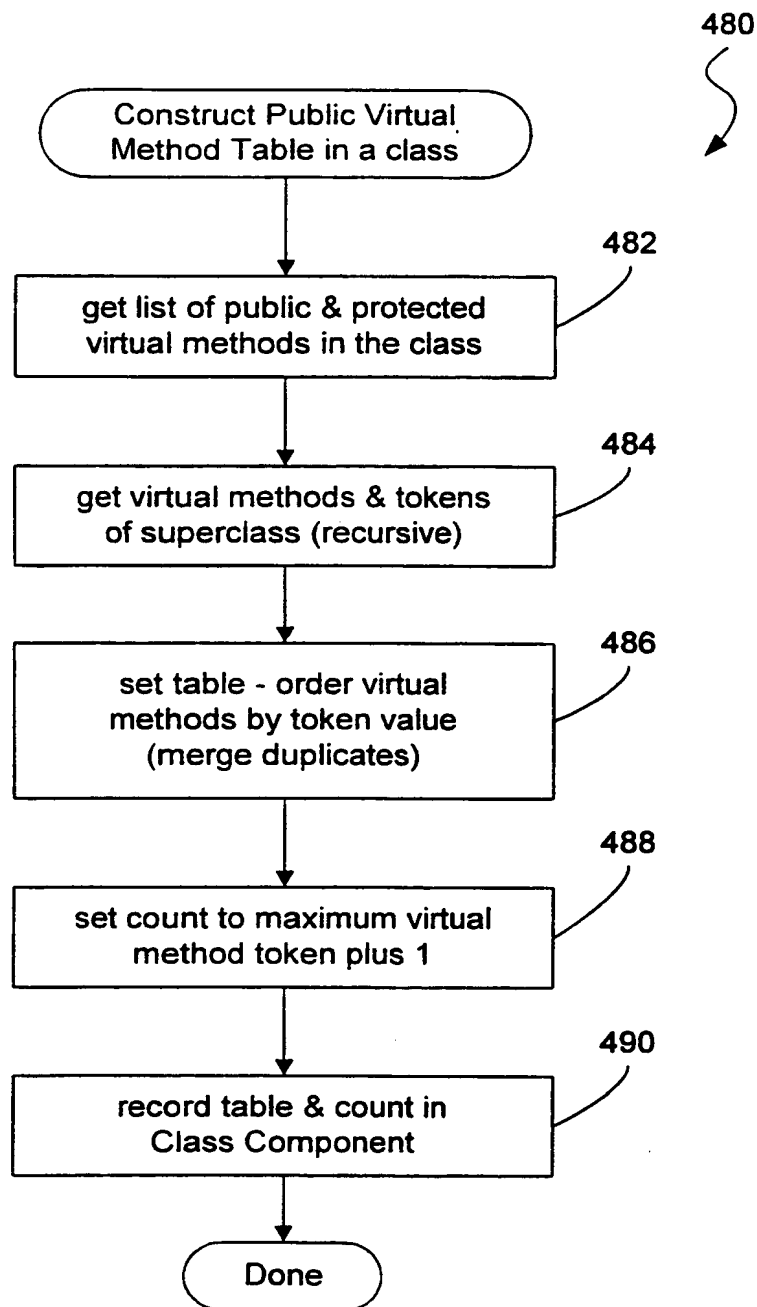 480
Construct Public Virtual
Method Table in a class
482
get list of public & protected
virtual methods in the class
484
get virtual methods & tokens
of superclass (recursive)
486
set table - order virtual
methods by token value
(merge duplicates)
488
set count to maximum virtual
method token plus 1
490
record table & count in
Class Component
Done